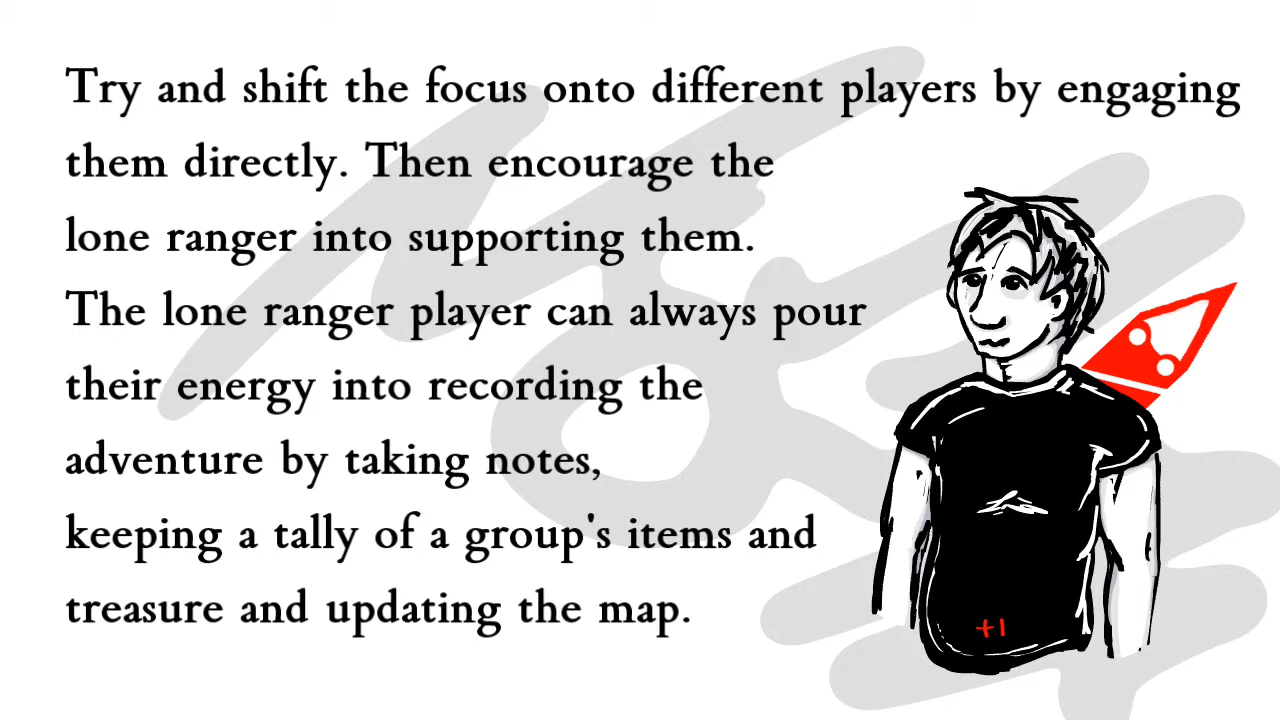 Try and shift the focus onto different players by engaging
them directly. Then encourage the
lone ranger into supporting them.
The lone ranger player can always pour
their energy into recording the
adventure by taking notes,
keeping a tally of a group's items and
treasure and updating the map.
+1